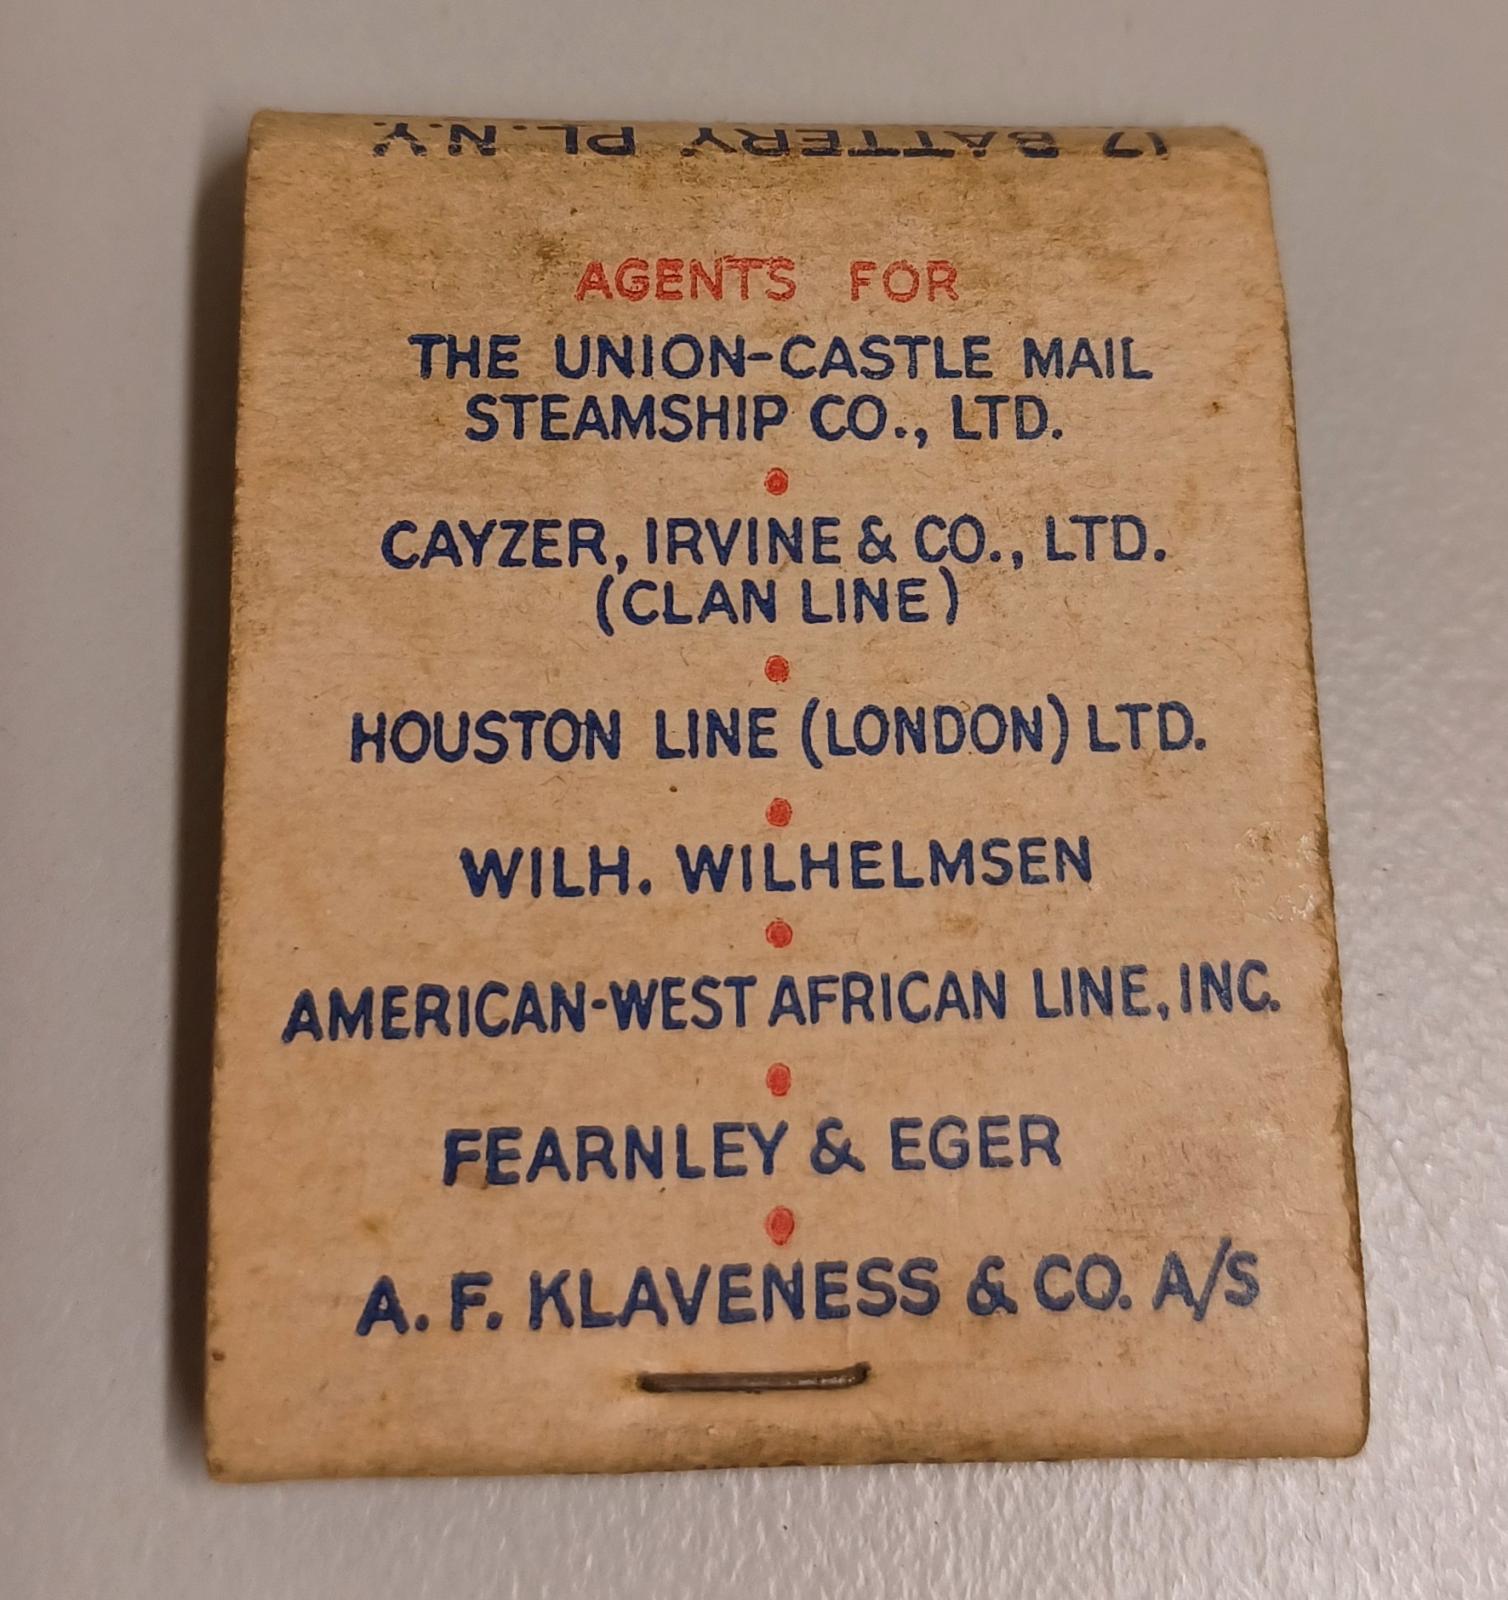 17 BATTERY PL. N.Y.
AGENTS FOR
THE UNION-CASTLE MAIL
STEAMSHIP CO., LTD.
CAYZER, IRVINE & CO., LTD.
(CLAN LINE)
HOUSTON LINE (LONDON) LTD.
WILH. WILHELMSEN
AMERICAN-WEST AFRICAN LINE, INC.
FEARNLEY & EGER
A. F. KLAVENESS & CO. A/S